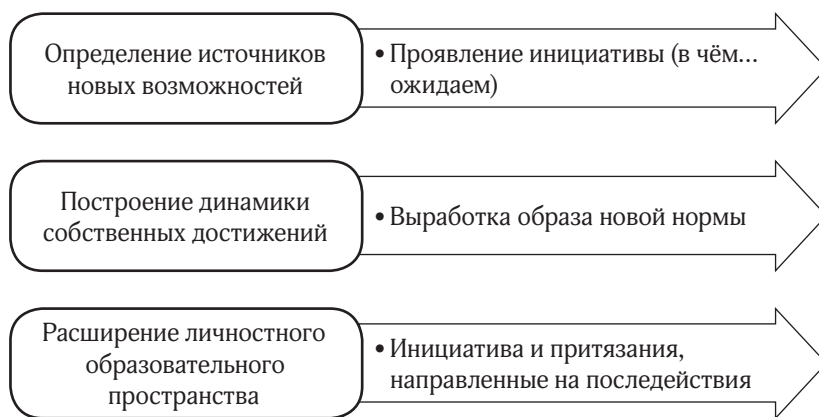 Определение источников
новых возможностей
• Проявление инициативы (в чём...
ожидаем)
Построение динамики
собственных достижений
• Выработка образа новой нормы
Расширение личностного
образовательного
пространства
• Инициатива и притязания,
направленные на последействия